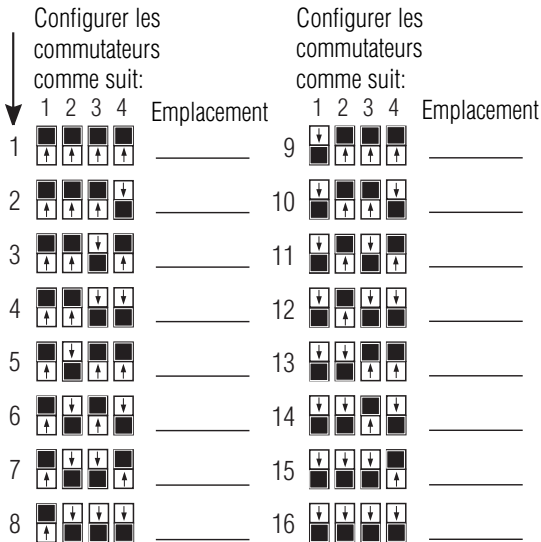 Configurer les
commutateurs
comme suit:
1 2 3 4 Emplacement
1
2
3
4
5
6
7
8
Configurer les
commutateurs
comme suit:
1 2 3 4 Emplacement
9
10
11
12
13
14
15
16